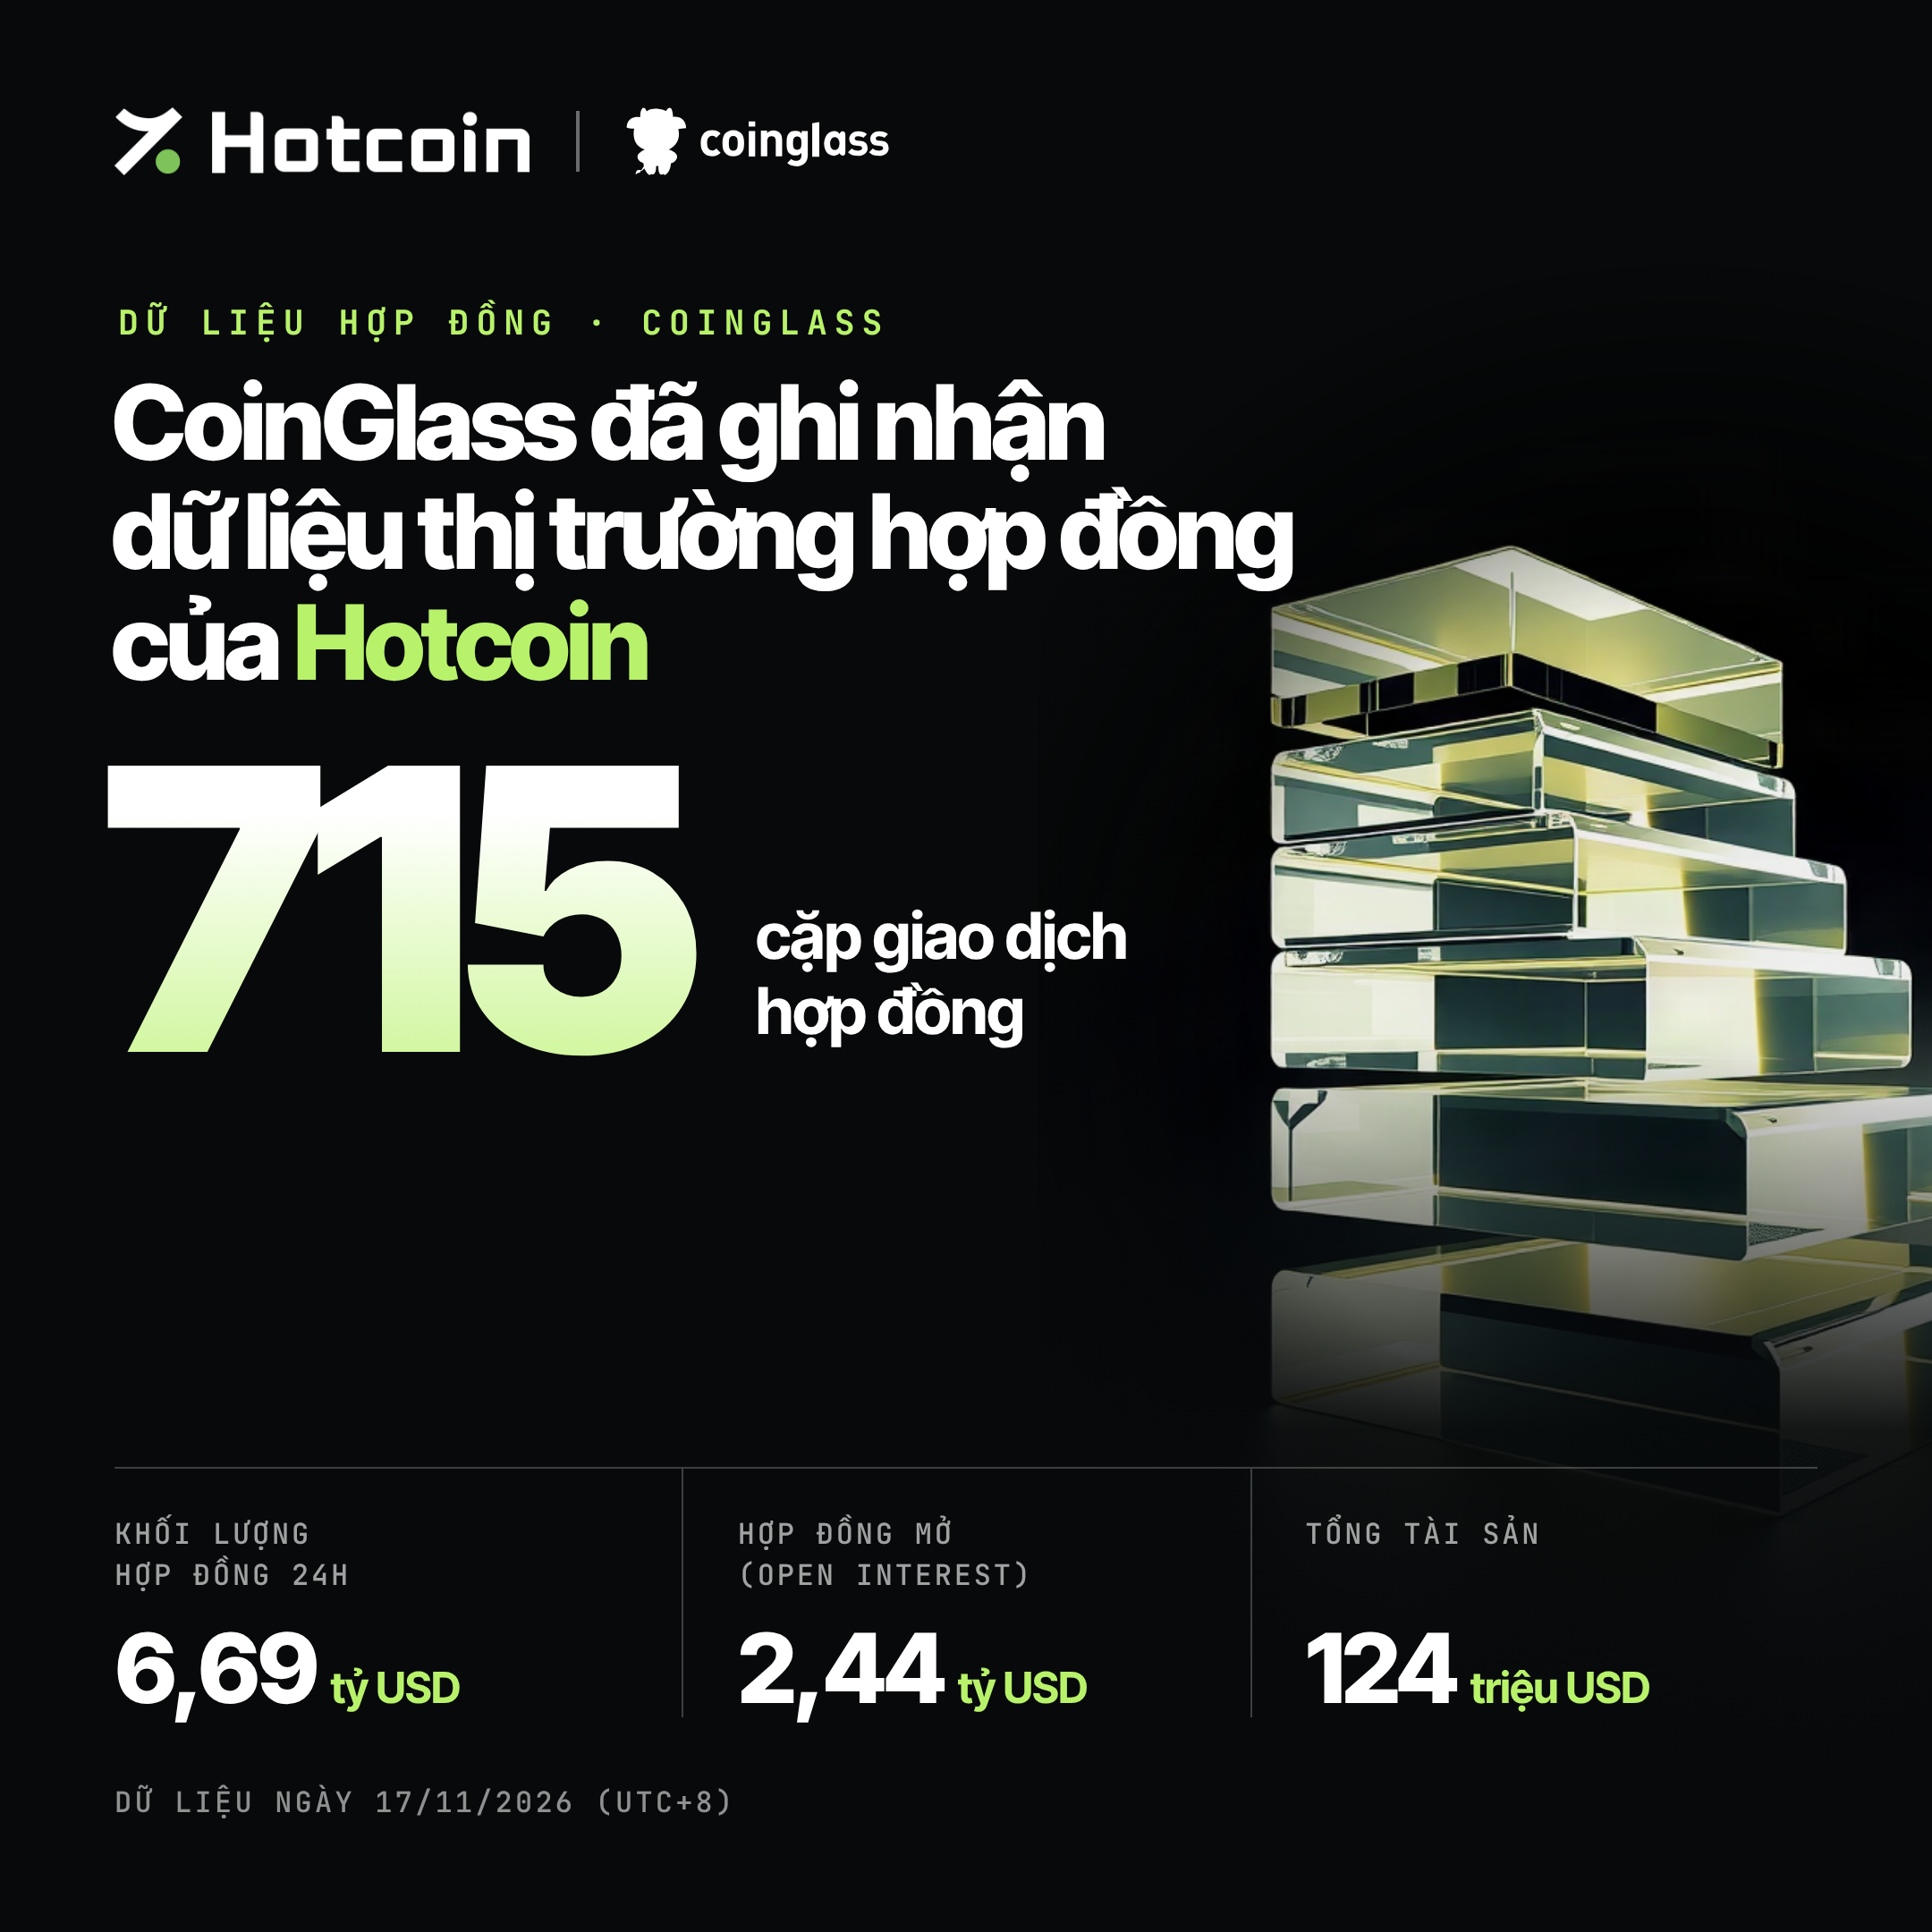 Hotcoin | coinglass
DỮ LIỆU HỢP ĐỒNG · COINGLASS
CoinGlass đã ghi nhận
dữ liệu thị trường hợp đồng
của Hotcoin
715
cặp giao dịch
hợp đồng
KHỐI LƯỢNG
HỢP ĐỒNG 24H
6,69 tỷ USD
HỢP ĐỒNG MỞ
(OPEN INTEREST)
2,44 tỷ USD
TỔNG TÀI SẢN
124 triệu USD
DỮ LIỆU NGÀY 17/11/2026 (UTC+8)